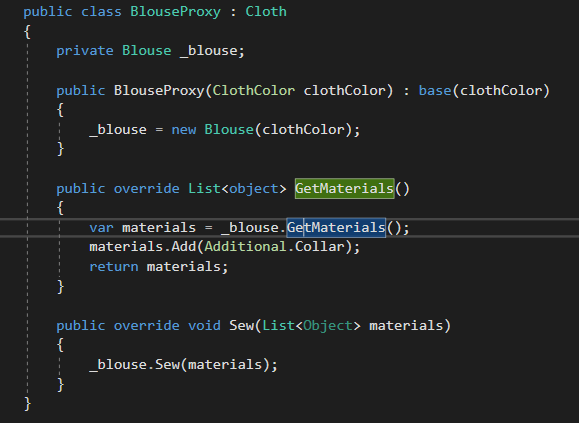 public class BlouseProxy : Cloth
{
    private Blouse _blouse;
    public BlouseProxy(ClothColor clothColor) : base(clothColor)
    {
        _blouse = new Blouse(clothColor);
    }
    public override List<object> GetMaterials()
    {
        var materials = _blouse.GetMaterials();
        materials.Add(Additional.Collar);
        return materials;
    }
    public override void Sew(List<Object> materials)
    {
        _blouse.Sew(materials);
    }
}